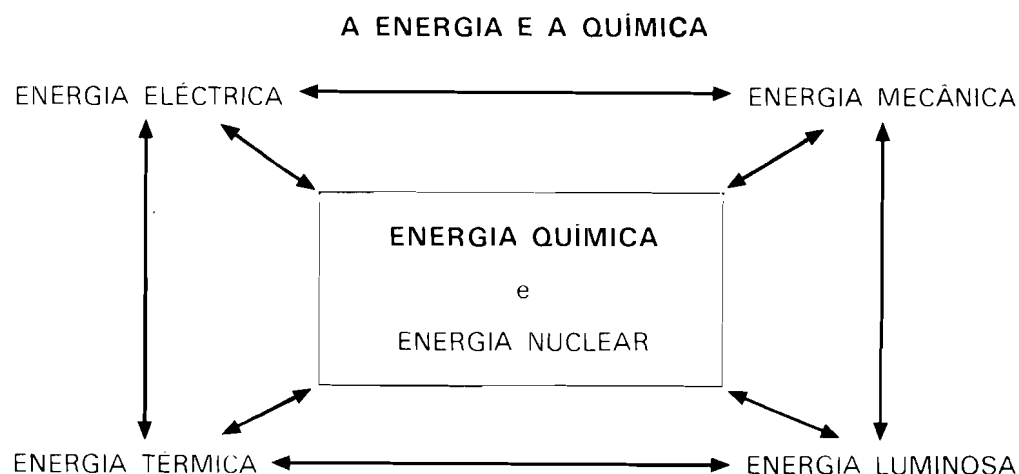 A ENERGIA E A QUÍMICA
ENERGIA ELÉCTRICA
ENERGIA MECÂNICA
ENERGIA QUÍMICA
e
ENERGIA NUCLEAR
ENERGIA TÉRMICA
ENERGIA LUMINOSA